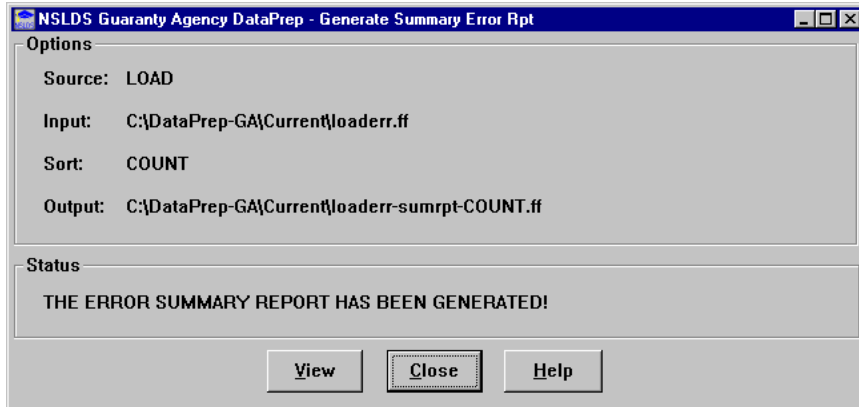 NSLDS Guaranty Agency DataPrep - Generate Summary Error Rpt
Options
Source: LOAD
Input: C:\DataPrep-GA\Current\loaderr.ff
Sort: COUNT
Output: C:\DataPrep-GA\Current\loaderr-sumrpt-COUNT.ff
Status
THE ERROR SUMMARY REPORT HAS BEEN GENERATED!
View Close Help